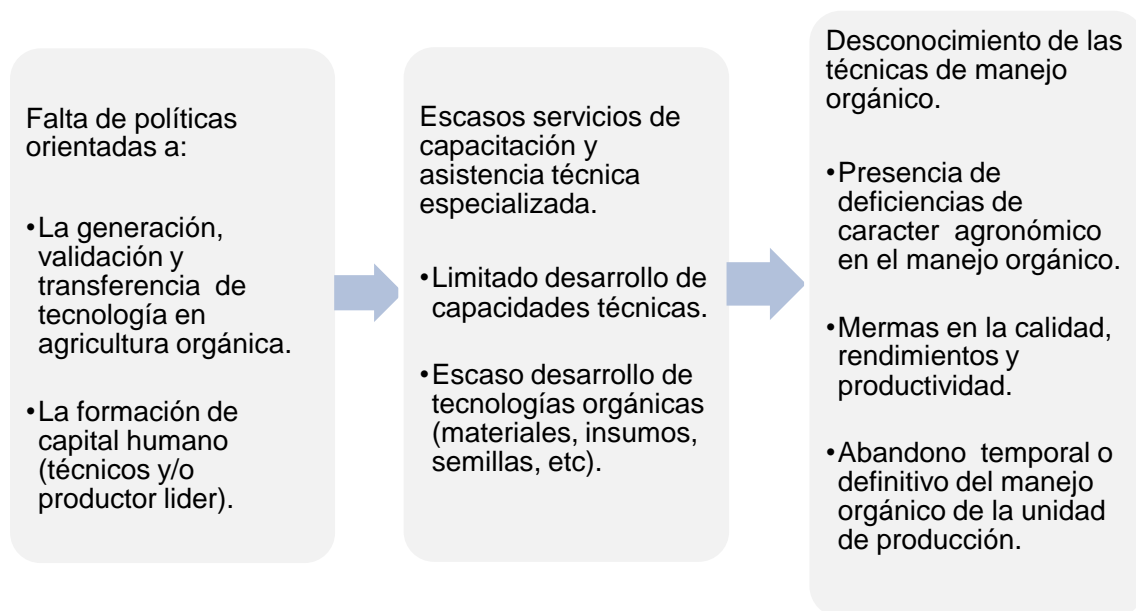 Falta de políticas
orientadas a:
•La generación,
validación y
transferencia de
tecnología en
agricultura orgánica.
•La formación de
capital humano
(técnicos y/o
productor lider).
Escasos servicios de
capacitación y
asistencia técnica
especializada.
•Limitado desarrollo de
capacidades técnicas.
•Escaso desarrollo de
tecnologías orgánicas
(materiales, insumos,
semillas, etc).
Desconocimiento de las
técnicas de manejo
orgánico.
•Presencia de
deficiencias de
caracter agronómico
en el manejo orgánico.
•Mermas en la calidad,
rendimientos y
productividad.
•Abandono temporal o
definitivo del manejo
orgánico de la unidad
de producción.